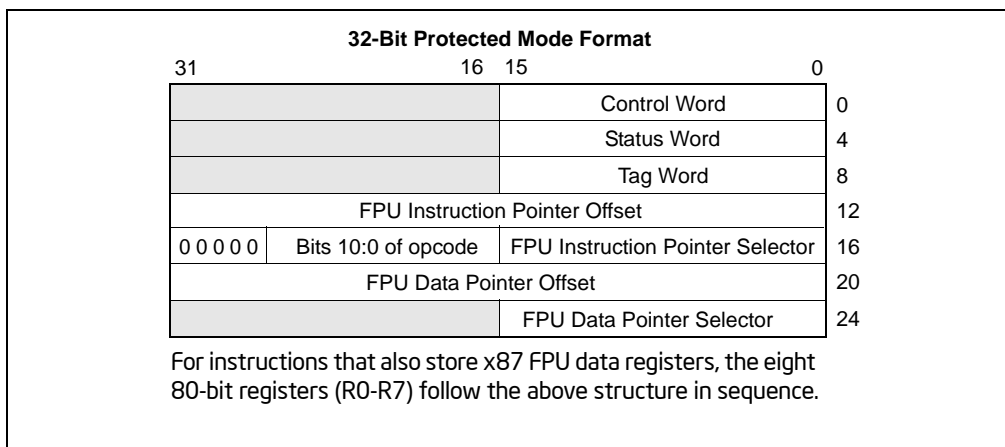 32-Bit Protected Mode Format
31 16 15 0
Control Word 0
Status Word 4
Tag Word 8
FPU Instruction Pointer Offset 12
0 0 0 0 0 Bits 10:0 of opcode FPU Instruction Pointer Selector 16
FPU Data Pointer Offset 20
FPU Data Pointer Selector 24
For instructions that also store x87 FPU data registers, the eight
80-bit registers (R0-R7) follow the above structure in sequence.